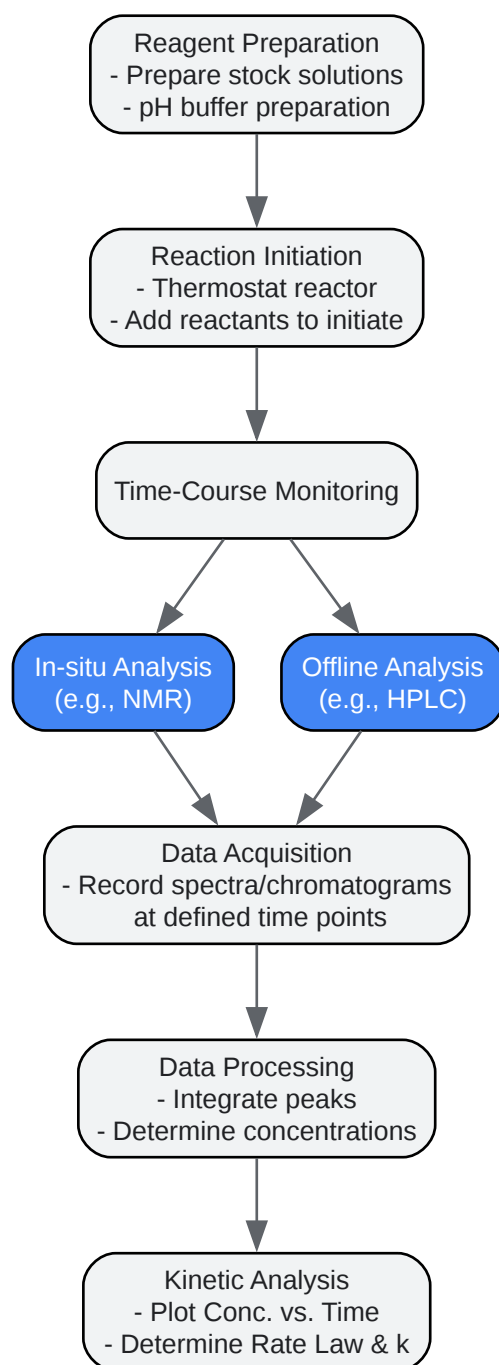 Reagent Preparation
- Prepare stock solutions
- pH buffer preparation
Reaction Initiation
- Thermostat reactor
- Add reactants to initiate
Time-Course Monitoring
In-situ Analysis
(e.g., NMR)
Offline Analysis
(e.g., HPLC)
Data Acquisition
- Record spectra/chromatograms
at defined time points
Data Processing
- Integrate peaks
- Determine concentrations
Kinetic Analysis
- Plot Conc. vs. Time
- Determine Rate Law & k